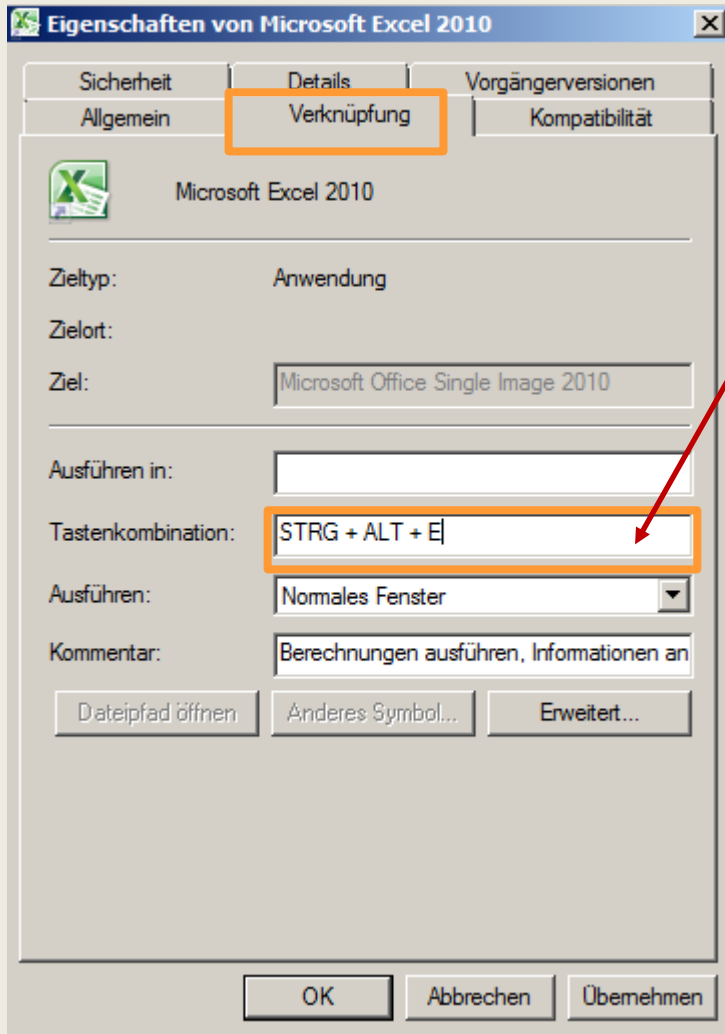 Eigenschaften von Microsoft Excel 2010
Sicherheit Details Vorgängerversionen
Allgemein Verknüpfung Kompatibilität
Microsoft Excel 2010
Zieltyp: Anwendung
Zielort:
Ziel: Microsoft Office Single Image 2010
Ausführen in:
Tastenkombination: STRG + ALT + E
Ausführen: Normales Fenster
Kommentar: Berechnungen ausführen, Informationen an
Dateipfad öffnen Anderes Symbol... Erweitert...
OK Abbrechen Übernehmen